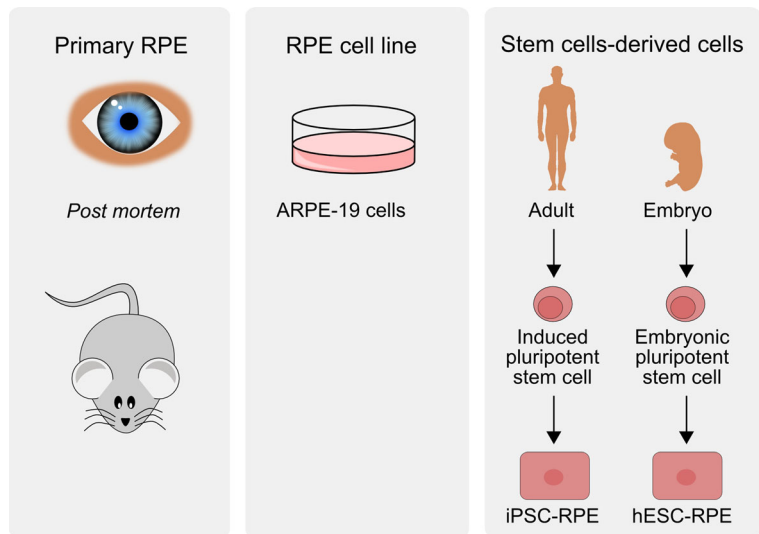 Primary RPE
Post mortem
RPE cell line
ARPE-19 cells
Stem cells-derived cells
Adult
Embryo
Induced
pluripotent
stem cell
Embryonic
pluripotent
stem cell
iPSC-RPE
hESC-RPE